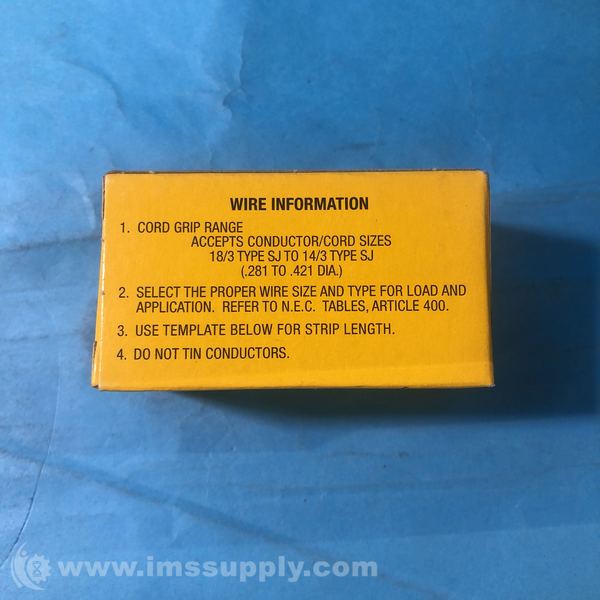 WIRE INFORMATION
1. CORD GRIP RANGE
ACCEPTS CONDUCTOR/CORD SIZES
18/3 TYPE SJ TO 14/3 TYPE SJ
(.281 TO .421 DIA.)
2. SELECT THE PROPER WIRE SIZE AND TYPE FOR LOAD AND
APPLICATION. REFER TO N.E.C. TABLES, ARTICLE 400.
3. USE TEMPLATE BELOW FOR STRIP LENGTH.
4. DO NOT TIN CONDUCTORS.
www.imssupply.com